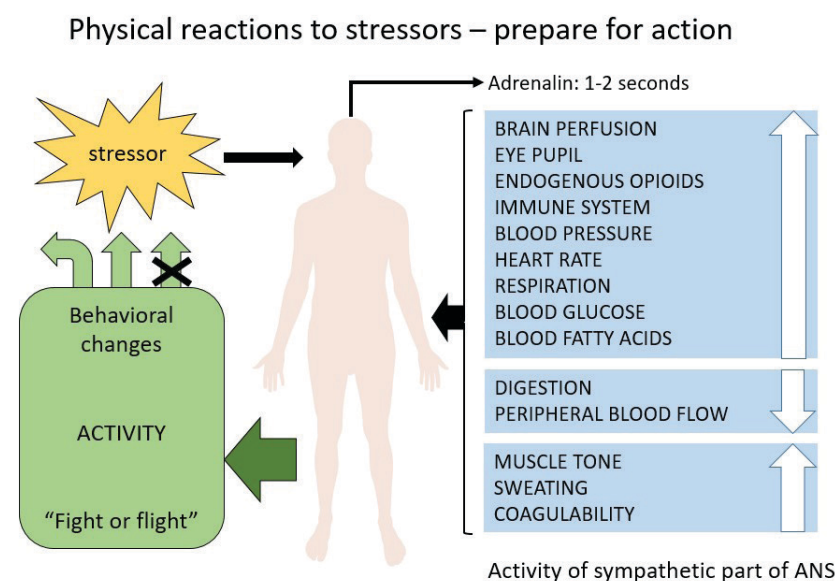 Physical reactions to stressors – prepare for action
Adrenalin: 1-2 seconds
stressor
BRAIN PERFUSION
EYE PUPIL
ENDOGENOUS OPIOIDS
IMMUNE SYSTEM
BLOOD PRESSURE
HEART RATE
RESPIRATION
BLOOD GLUCOSE
BLOOD FATTY ACIDS
DIGESTION
PERIPHERAL BLOOD FLOW
MUSCLE TONE
SWEATING
COAGULABILITY
Activity of sympathetic part of ANS
Behavioral
changes
ACTIVITY
“Fight or flight”